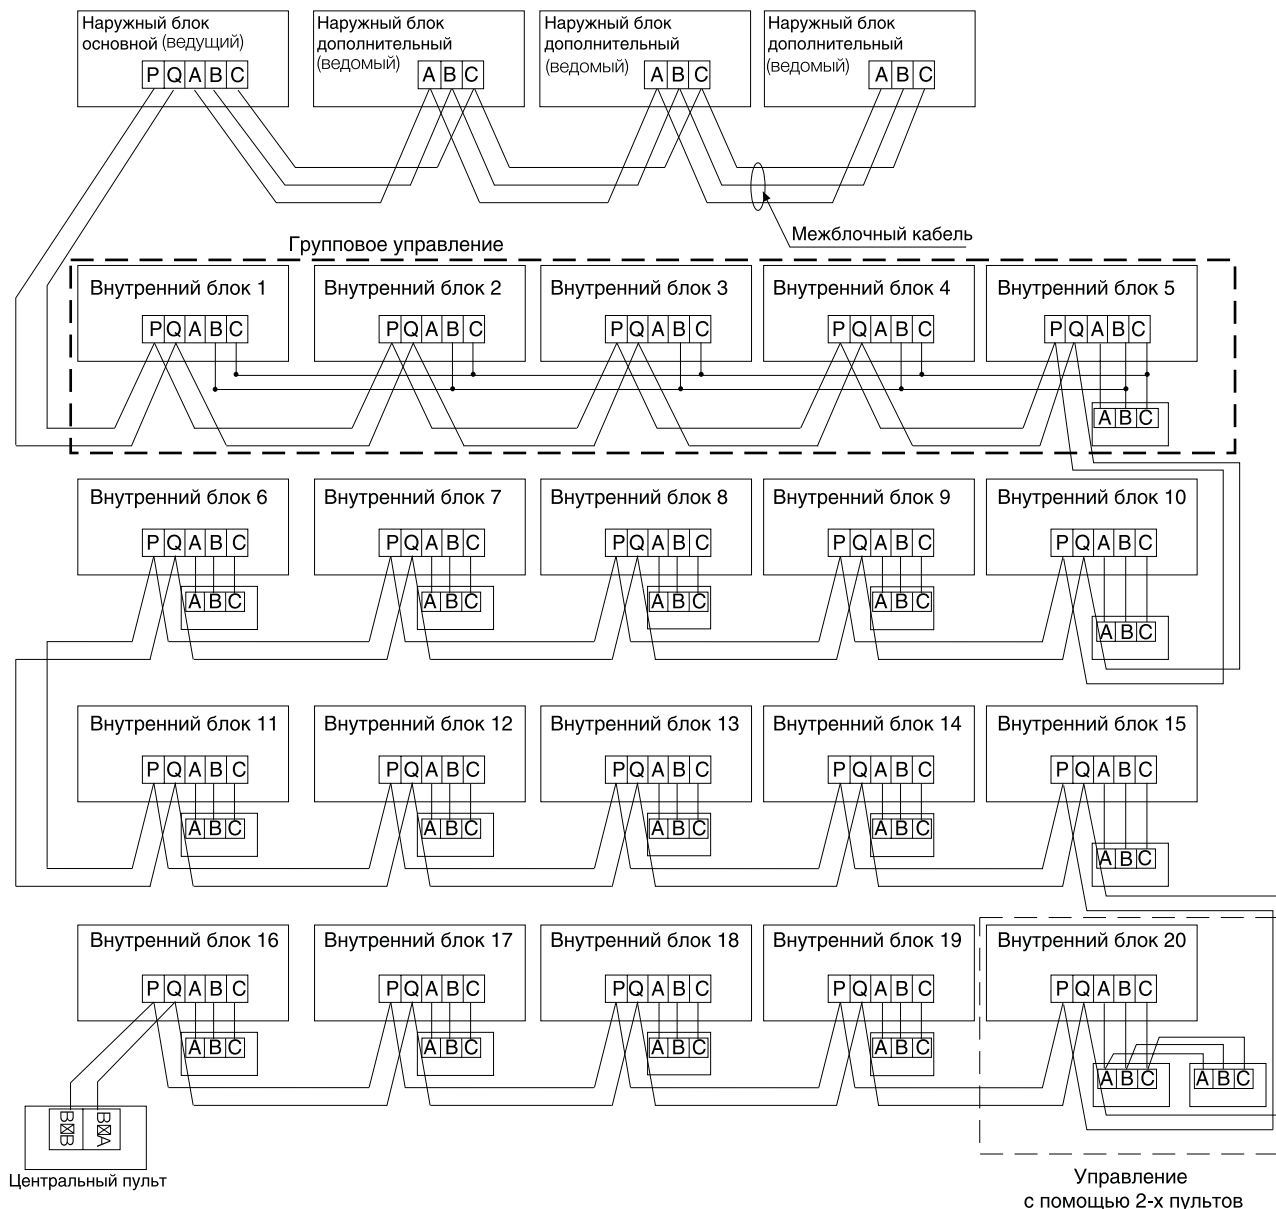 Наружный блок
основной (ведущий)
P Q A B C
Наружный блок
дополнительный
(ведомый)
A B C
Наружный блок
дополнительный
(ведомый)
A B C
Наружный блок
дополнительный
(ведомый)
A B C
Межблочный кабель
Групповое управление
Внутренний блок 1
P Q A B C
Внутренний блок 2
P Q A B C
Внутренний блок 3
P Q A B C
Внутренний блок 4
P Q A B C
Внутренний блок 5
P Q A B C
A B C
Внутренний блок 6
P Q A B C
A B C
Внутренний блок 7
P Q A B C
A B C
Внутренний блок 8
P Q A B C
A B C
Внутренний блок 9
P Q A B C
A B C
Внутренний блок 10
P Q A B C
A B C
Внутренний блок 11
P Q A B C
A B C
Внутренний блок 12
P Q A B C
A B C
Внутренний блок 13
P Q A B C
A B C
Внутренний блок 14
P Q A B C
A B C
Внутренний блок 15
P Q A B C
A B C
Внутренний блок 16
P Q A B C
A B C
Внутренний блок 17
P Q A B C
A B C
Внутренний блок 18
P Q A B C
A B C
Внутренний блок 19
P Q A B C
A B C
Внутренний блок 20
P Q A B C
A B C
A B C
B⊠B
B⊠A
Центральный пульт
Управление
с помощью 2-х пультов